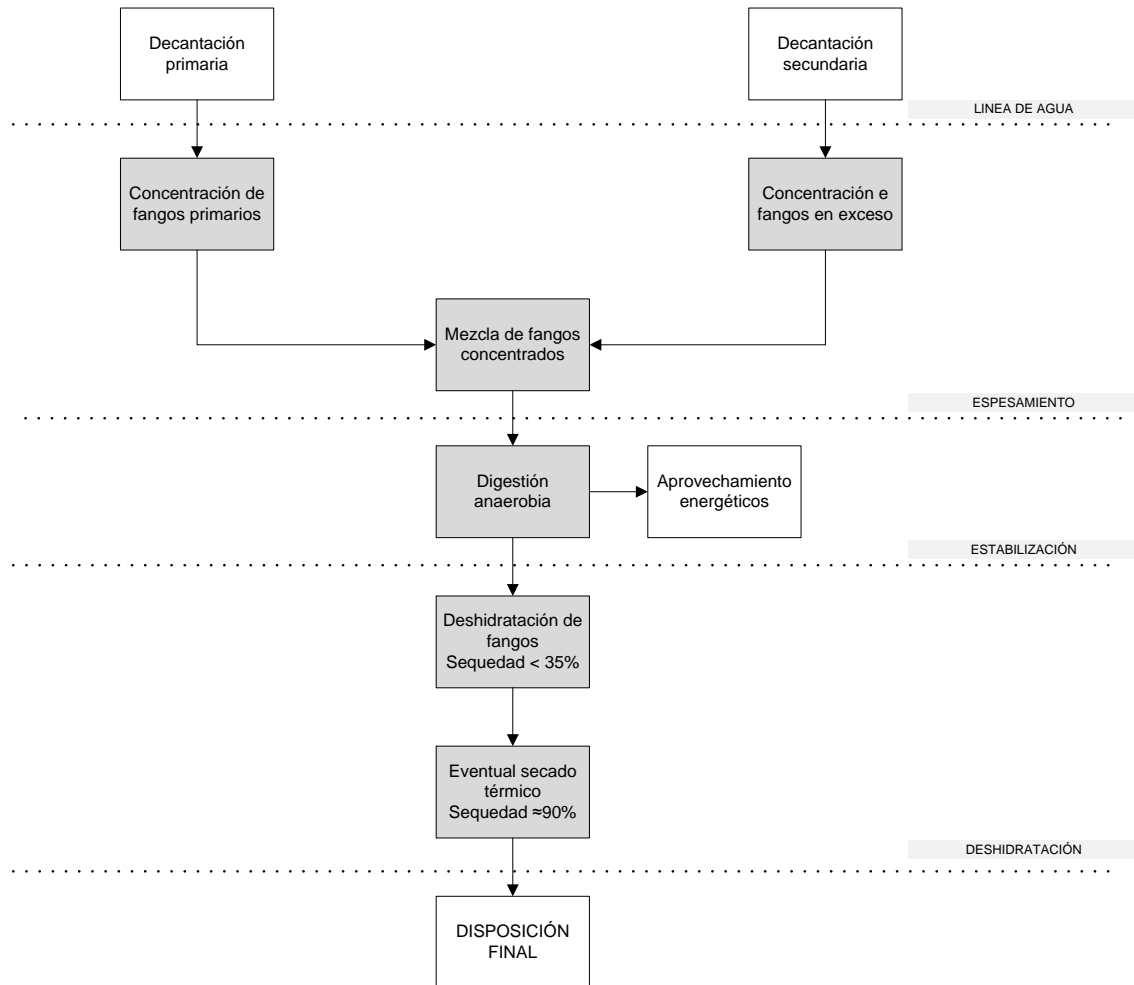 Decantación
primaria
Decantación
secundaria
LINEA DE AGUA
Concentración de
fangos primarios
Concentración e
fangos en exceso
Mezcla de fangos
concentrados
ESPESAMIENTO
Digestión
anaerobia
Aprovechamiento
energéticos
ESTABILIZACIÓN
Deshidratación de
fangos
Sequedad < 35%
Eventual secado
térmico
Sequedad ≈90%
DESHIDRATACIÓN
DISPOSICIÓN
FINAL